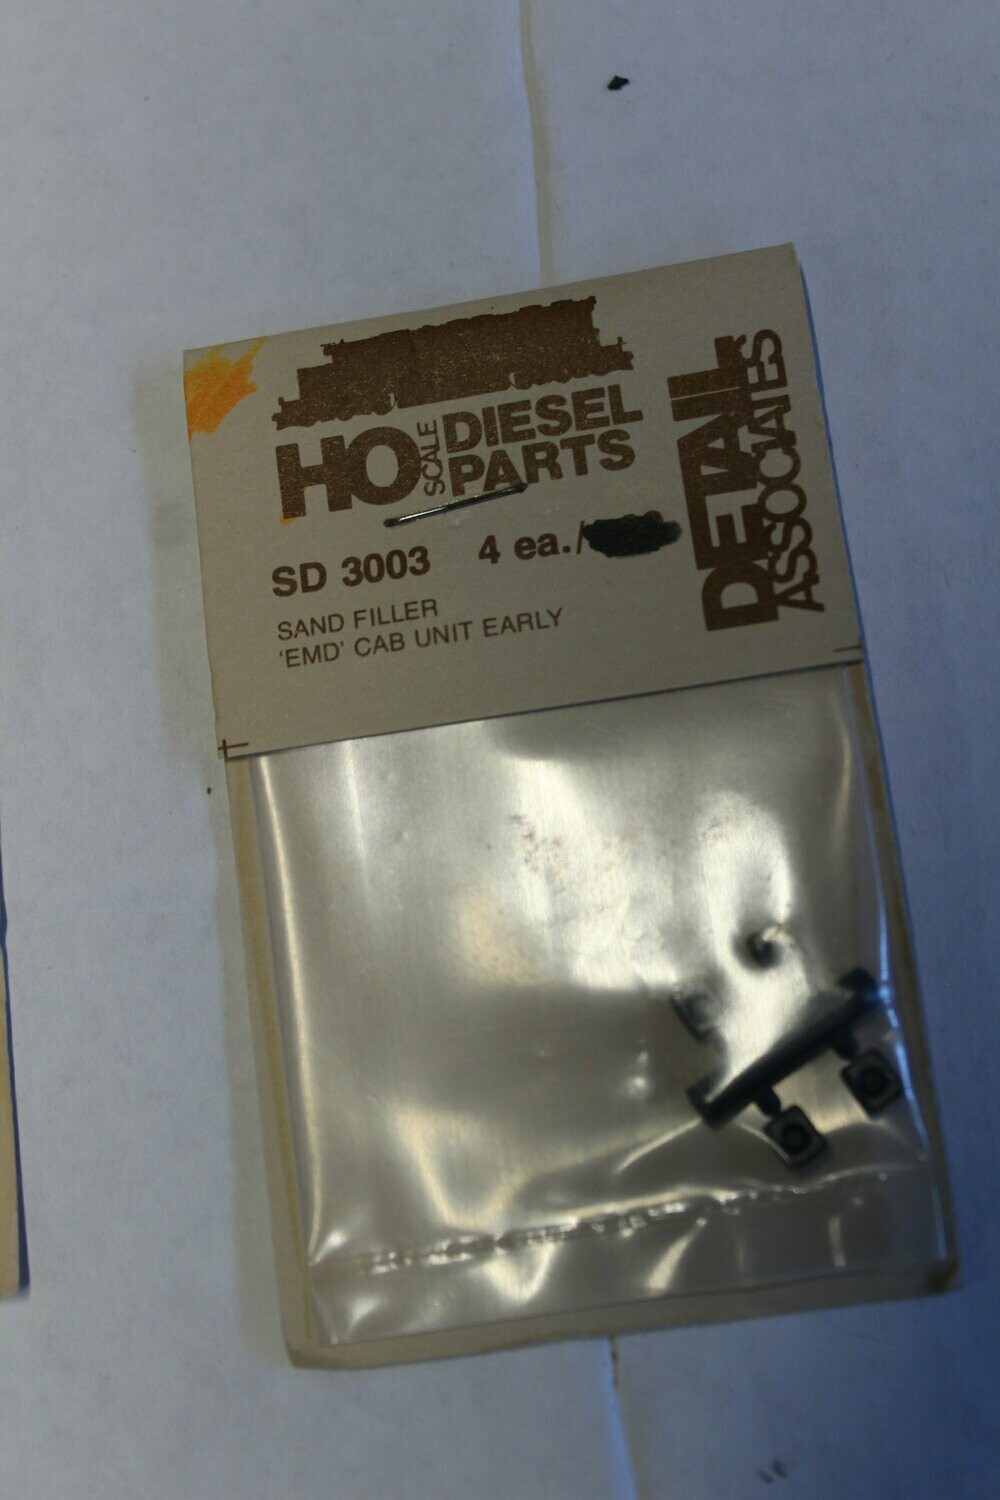 HO SCALE DIESEL
PARTS
SD 3003 4 ea./
SAND FILLER
'EMD' CAB UNIT EARLY
DETAIL
ASSOCIATES